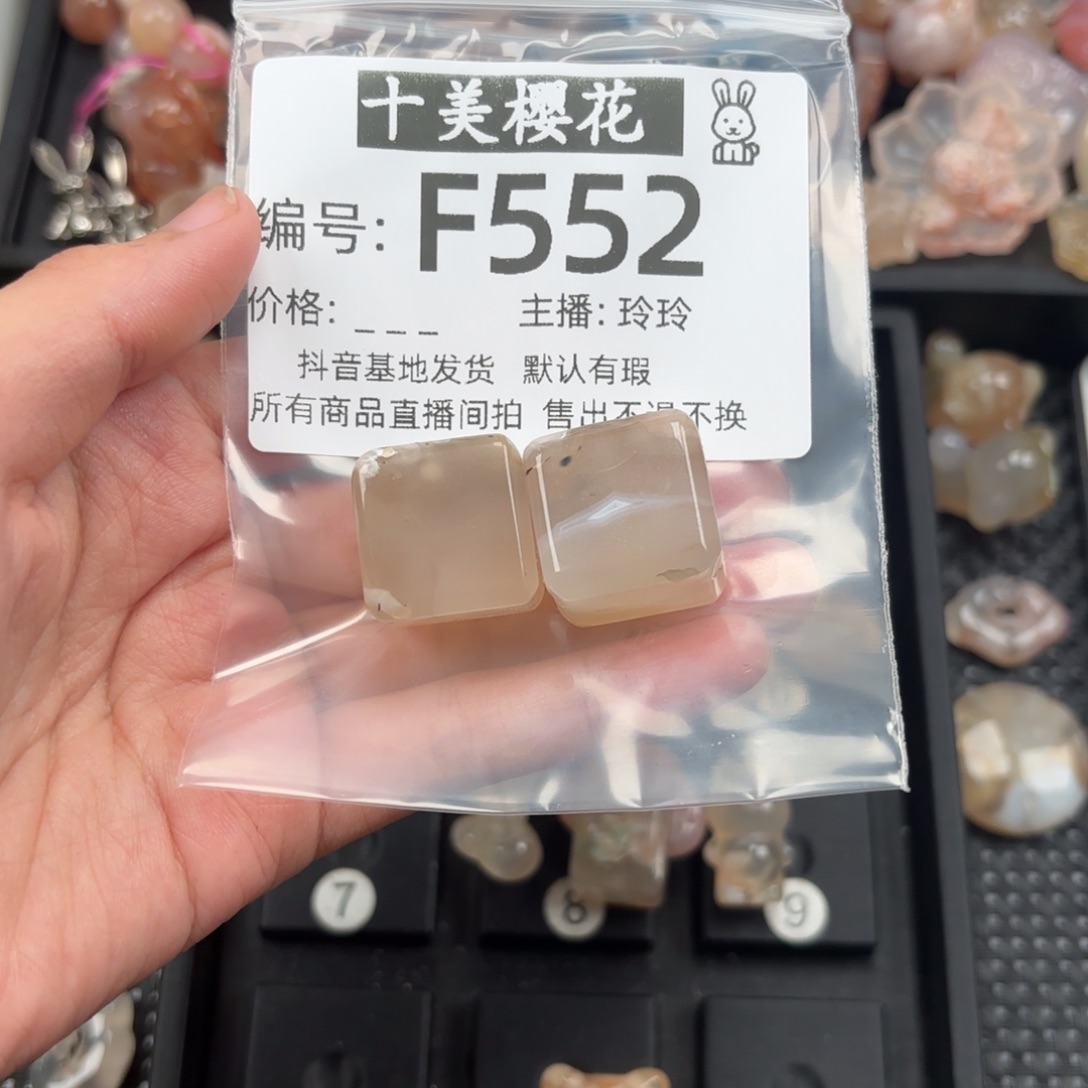 十美樱花
编号: F552
价格: _ _ _ 主播: 玲玲
抖音基地发货 默认有瑕
所有商品直播间拍 售出不退不换
7
8
9